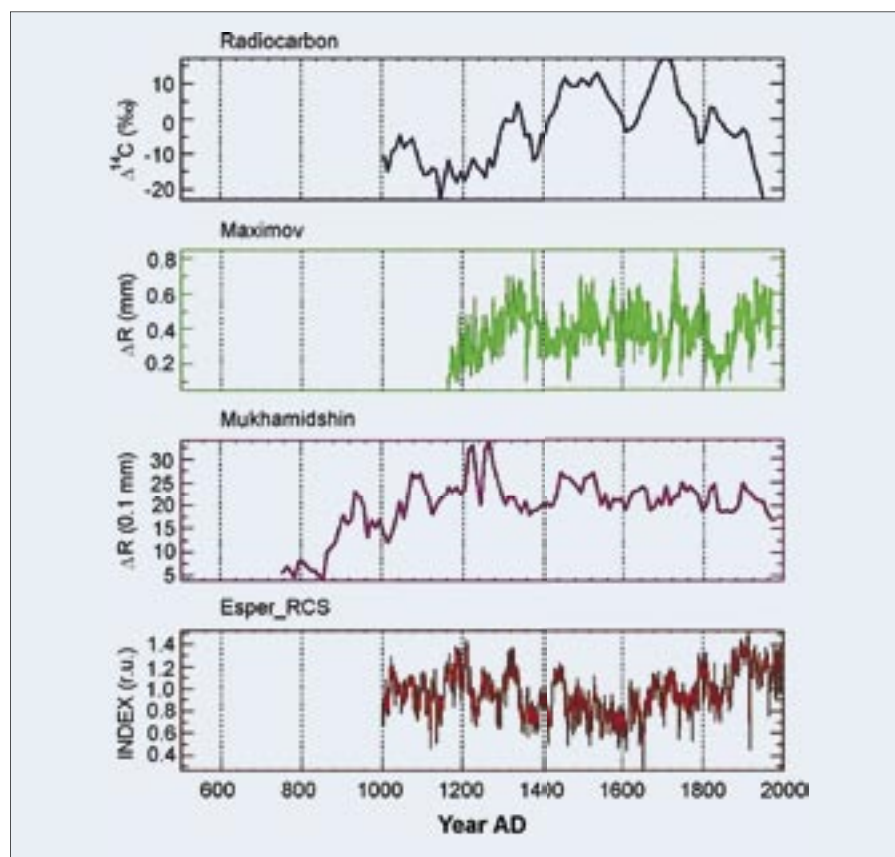 Radiocarbon
Δ¹⁴C (‰)
10
0
-10
-20
Maximov
ΔR (mm)
0.8
0.6
0.4
0.2
Mukhamidshin
ΔR (0.1 mm)
30
25
20
15
10
5
Esper_RCS
INDEX (r.u.)
1.4
1.2
1.0
0.8
0.6
0.4
600 800 1000 1200 1400 1600 1800 2000
Year AD